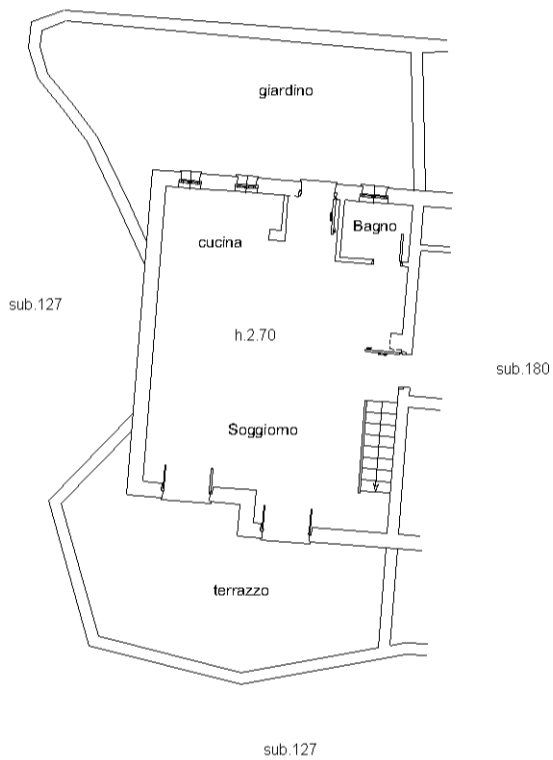 giardino
Bagno
cucina
sub.127
h.2.70
sub.180
Soggiorno
terrazzo
sub.127